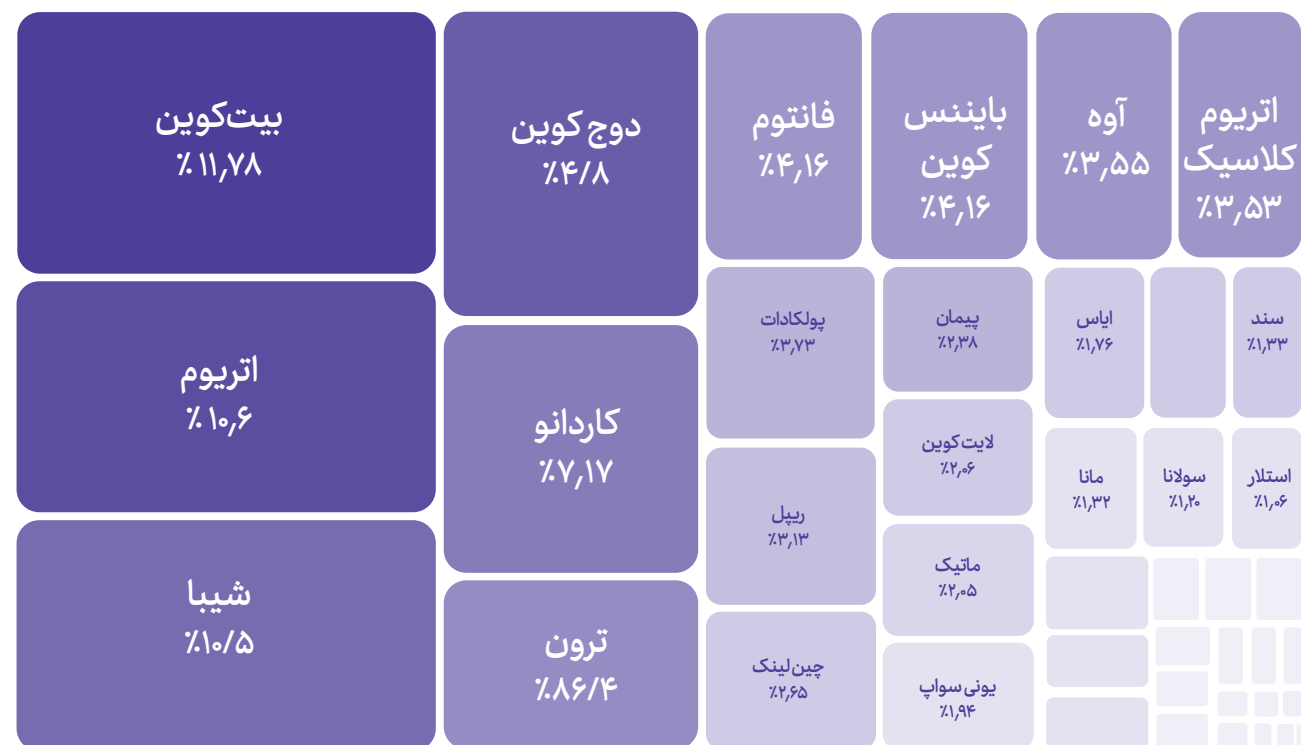 بیت‌کوین
٪ ۱۱٫۷۸
اتریوم
٪ ۱۰٫۶
شیبا
٪۱۰/۵
دوج کوین
٪۴/۸
کاردانو
٪۷٫۱۷
ترون
٪۸۶/۴
فانتوم
٪۴٫۱۶
بایننس
کوین
٪۴٫۱۶
آوه
٪۳٫۵۵
اتریوم
کلاسیک
٪۳٫۵۳
پولکادات
٪۳٫۷۳
ریپل
٪۳٫۱۳
چین‌لینک
٪۲٫۶۵
پیمان
٪۲٫۳۸
لایت‌کوین
٪۲٫۰۶
ماتیک
٪۲٫۰۵
یونی‌سواپ
٪۱٫۹۴
ایاس
٪۱٫۷۶
سند
٪۱٫۳۳
مانا
٪۱٫۳۲
سولانا
٪۱٫۲۰
استلار
٪۱٫۰۶